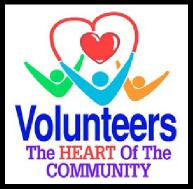 Volunteers
The HEART Of The
COMMUNITY